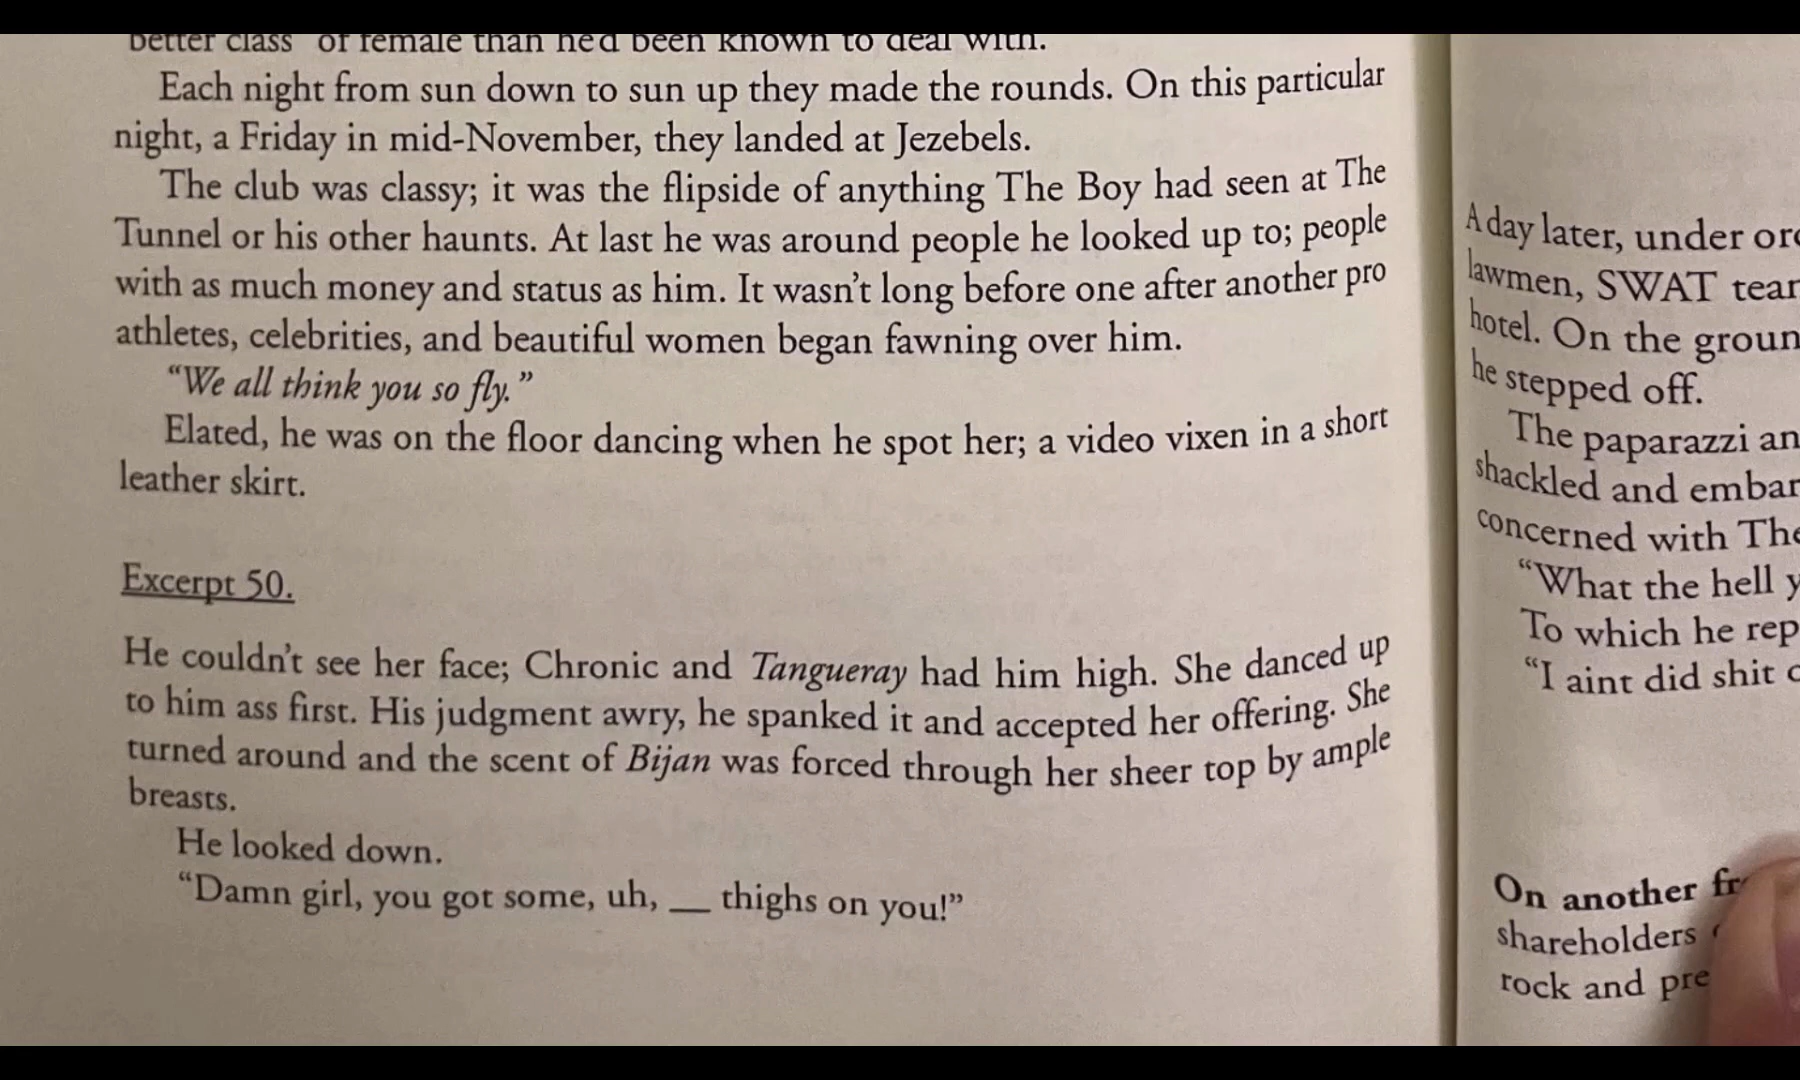 better class" of female than he'd been known to deal with.
Each night from sun down to sun up they made the rounds. On this particular
night, a Friday in mid-November, they landed at Jezebels.
The club was classy; it was the flipside of anything The Boy had seen at The
Tunnel or his other haunts. At last he was around people he looked up to; people
with as much money and status as him. It wasn't long before one after another pro
athletes, celebrities, and beautiful women began fawning over him.
"We all think you so fly."
Elated, he was on the floor dancing when he spot her; a video vixen in a short
leather skirt.
Excerpt 50.
He couldn't see her face; Chronic and Tangueray had him high. She danced up
to him ass first. His judgment awry, he spanked it and accepted her offering. She
turned around and the scent of Bijan was forced through her sheer top by ample
breasts.
He looked down.
"Damn girl, you got some, uh, __ thighs on you!"
A day later, under
lawmen, SWAT
hotel. On the
he stepped off.
The paparazzi
shackled and
concerned with
"What the hell
To which he
"I aint did shit
On another
shareholders
rock and